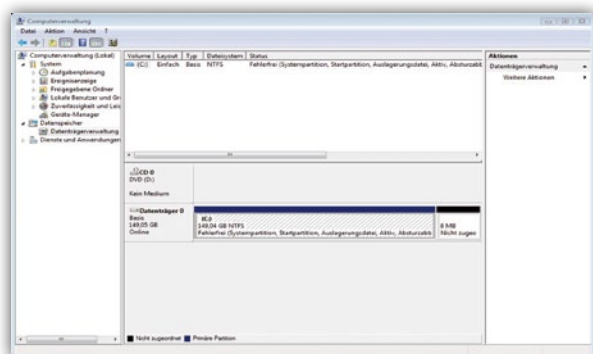 Computerverwaltung
Datei Aktion Ansicht ?
Computerverwaltung (Lokal)
System
Aufgabenplanung
Ereignisanzeige
Freigegebene Ordner
Lokale Benutzer und Gr
Zuverlässigkeit und Leis
Geräte-Manager
Datenspeicher
Datenträgerverwaltung
Dienste und Anwendungen
Volume Layout Typ Dateisystem Status
(C:) Einfach Basis NTFS Fehlerfrei (Systempartition, Startpartition, Auslagerungsdatei, Aktiv, Absturzabb
CD 0
DVD (D:)
Kein Medium
Datenträger 0
Basis
149,05 GB
Online
(C:)
149,04 GB NTFS
Fehlerfrei (Systempartition, Startpartition, Auslagerungsdatei, Aktiv, Absturzabb
8 MB
Nicht zugeo
Nicht zugeordnet Primäre Partition
Aktionen
Datenträgerverwaltung
Weitere Aktionen